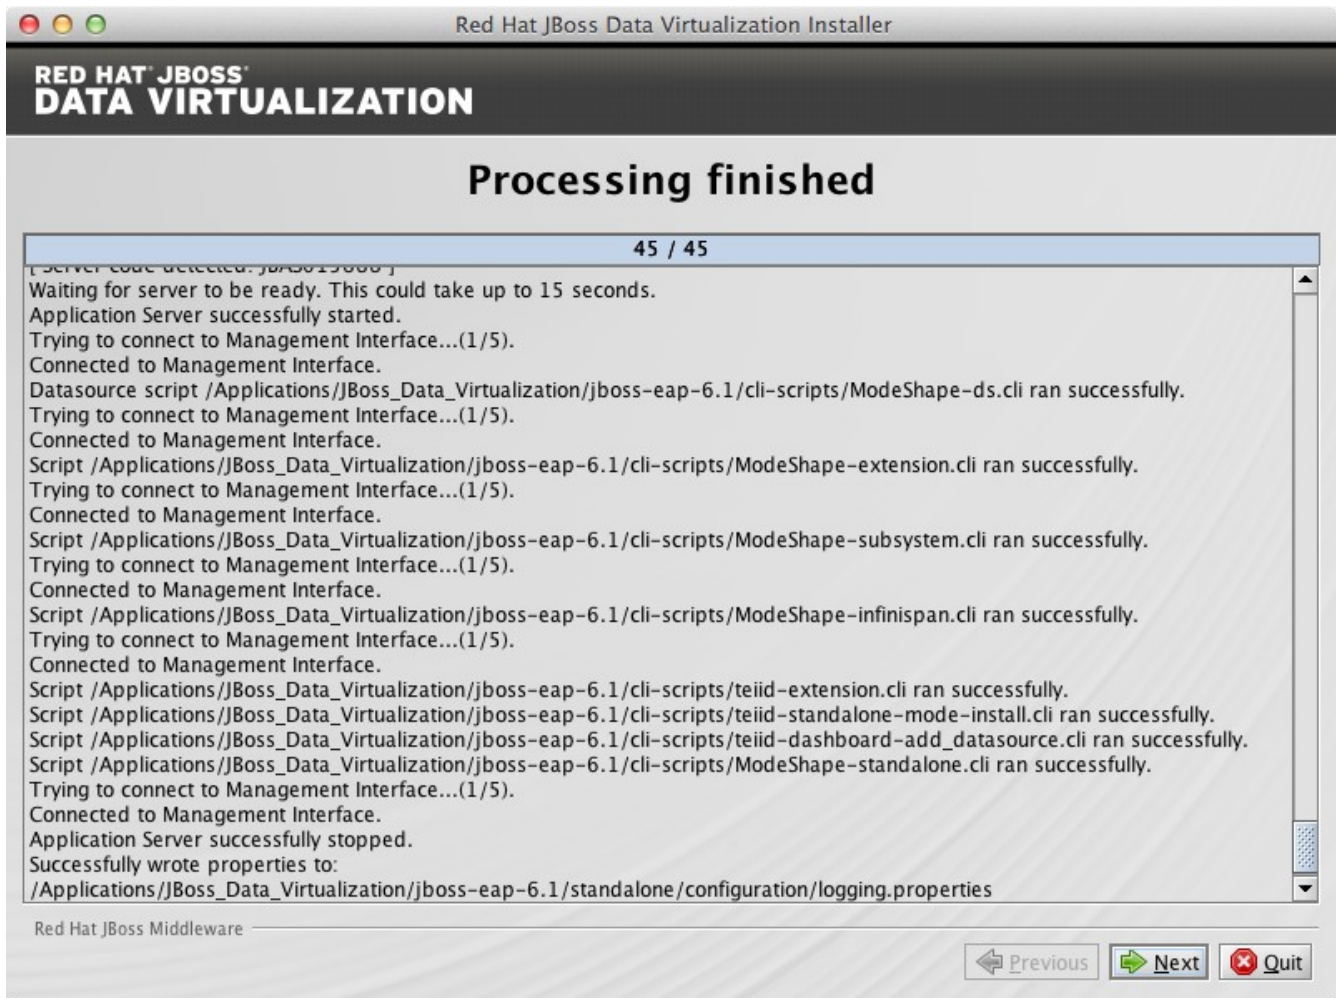 Red Hat JBoss Data Virtualization Installer
RED HAT® JBOSS®
DATA VIRTUALIZATION
Processing finished
45 / 45
[ Server code detected: JBAS015000 ]
Waiting for server to be ready. This could take up to 15 seconds.
Application Server successfully started.
Trying to connect to Management Interface...(1/5).
Connected to Management Interface.
Datasource script /Applications/JBoss_Data_Virtualization/jboss-eap-6.1/cli-scripts/ModeShape-ds.cli ran successfully.
Trying to connect to Management Interface...(1/5).
Connected to Management Interface.
Script /Applications/JBoss_Data_Virtualization/jboss-eap-6.1/cli-scripts/ModeShape-extension.cli ran successfully.
Trying to connect to Management Interface...(1/5).
Connected to Management Interface.
Script /Applications/JBoss_Data_Virtualization/jboss-eap-6.1/cli-scripts/ModeShape-subsystem.cli ran successfully.
Trying to connect to Management Interface...(1/5).
Connected to Management Interface.
Script /Applications/JBoss_Data_Virtualization/jboss-eap-6.1/cli-scripts/ModeShape-infinispan.cli ran successfully.
Trying to connect to Management Interface...(1/5).
Connected to Management Interface.
Script /Applications/JBoss_Data_Virtualization/jboss-eap-6.1/cli-scripts/teiid-extension.cli ran successfully.
Script /Applications/JBoss_Data_Virtualization/jboss-eap-6.1/cli-scripts/teiid-standalone-mode-install.cli ran successfully.
Script /Applications/JBoss_Data_Virtualization/jboss-eap-6.1/cli-scripts/teiid-dashboard-add_datasource.cli ran successfully.
Script /Applications/JBoss_Data_Virtualization/jboss-eap-6.1/cli-scripts/ModeShape-standalone.cli ran successfully.
Trying to connect to Management Interface...(1/5).
Connected to Management Interface.
Application Server successfully stopped.
Successfully wrote properties to:
/Applications/JBoss_Data_Virtualization/jboss-eap-6.1/standalone/configuration/logging.properties
Red Hat JBoss Middleware
Previous Next Quit